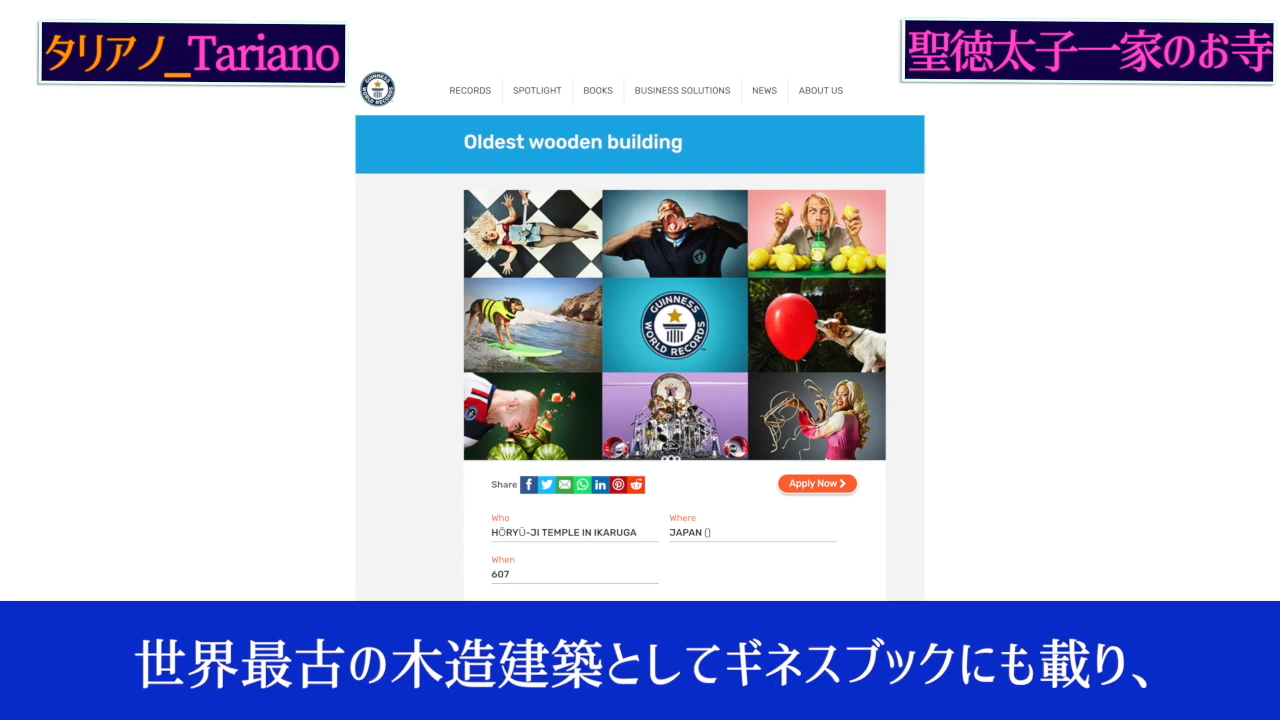 タリアノ_Tariano
聖徳太子一家のお寺
GUINNESS WORLD RECORDS
RECORDS
SPOTLIGHT
BOOKS
BUSINESS SOLUTIONS
NEWS
ABOUT US
Oldest wooden building
GUINNESS WORLD RECORDS
Share
Apply Now
Who
HŌRYŪ-JI TEMPLE IN IKARUGA
Where
JAPAN ()
When
607
世界最古の木造建築としてギネスブックにも載り、